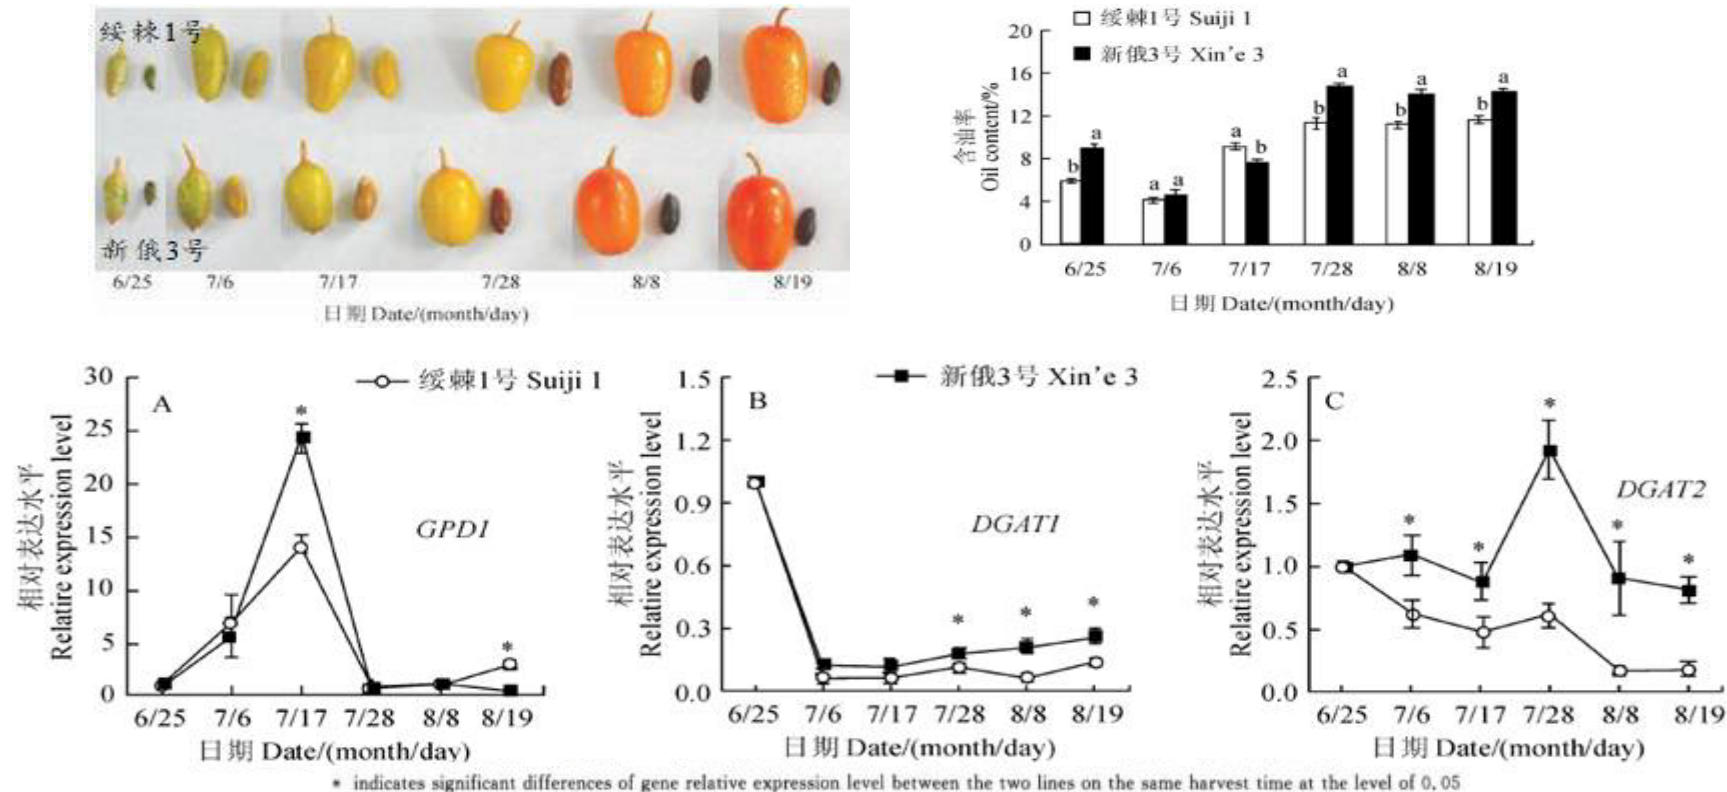 绥棘1号
新俄3号
6/25 7/6 7/17 7/28 8/8 8/19
日期 Date/(month/day)
绥棘1号 Suiji 1
新俄3号 Xin'e 3
含油率
Oil content/%
20
16
12
8
4
0
b a a a a b b a b a b a
6/25 7/6 7/17 7/28 8/8 8/19
日期 Date/(month/day)
绥棘1号 Suiji 1
新俄3号 Xin'e 3
A
相对表达水平
Relatire expression level
30
25
20
15
10
5
0
*
GPD1
*
6/25 7/6 7/17 7/28 8/8 8/19
日期 Date/(month/day)
B
相对表达水平
Relatire expression level
1.5
1.2
0.9
0.6
0.3
0.0
DGAT1
* * *
6/25 7/6 7/17 7/28 8/8 8/19
日期 Date/(month/day)
C
相对表达水平
Relatire expression level
2.5
2.0
1.5
1.0
0.5
0.0
DGAT2
* * * * *
6/25 7/6 7/17 7/28 8/8 8/19
日期 Date/(month/day)
* indicates significant differences of gene relative expression level between the two lines on the same harvest time at the level of 0.05